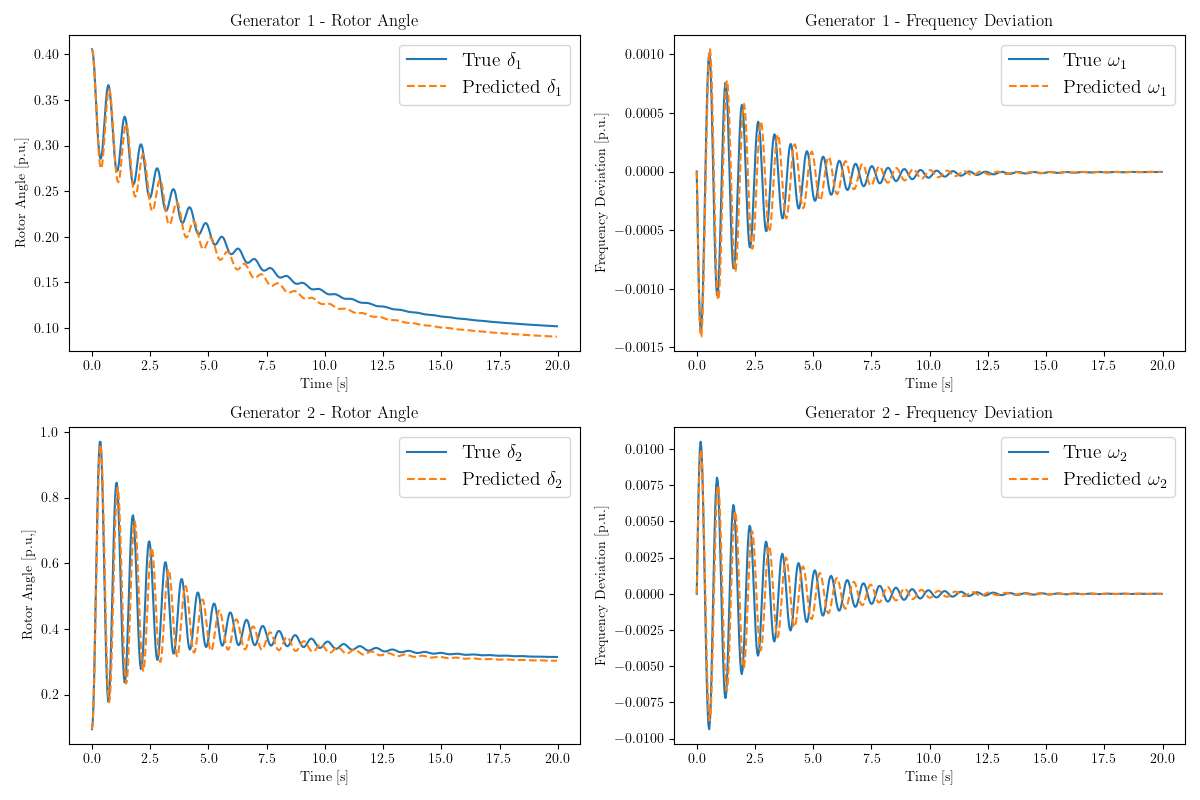 Generator 1 - Rotor Angle
True δ₁
Predicted δ₁
0.40
0.35
0.30
0.25
0.20
0.15
0.10
Rotor Angle [p.u.]
0.0 2.5 5.0 7.5 10.0 12.5 15.0 17.5 20.0
Time [s]
Generator 1 - Frequency Deviation
True ω₁
Predicted ω₁
0.0010
0.0005
0.0000
−0.0005
−0.0010
−0.0015
Frequency Deviation [p.u.]
0.0 2.5 5.0 7.5 10.0 12.5 15.0 17.5 20.0
Time [s]
Generator 2 - Rotor Angle
True δ₂
Predicted δ₂
1.0
0.8
0.6
0.4
0.2
Rotor Angle [p.u.]
0.0 2.5 5.0 7.5 10.0 12.5 15.0 17.5 20.0
Time [s]
Generator 2 - Frequency Deviation
True ω₂
Predicted ω₂
0.0100
0.0075
0.0050
0.0025
0.0000
−0.0025
−0.0050
−0.0075
−0.0100
Frequency Deviation [p.u.]
0.0 2.5 5.0 7.5 10.0 12.5 15.0 17.5 20.0
Time [s]